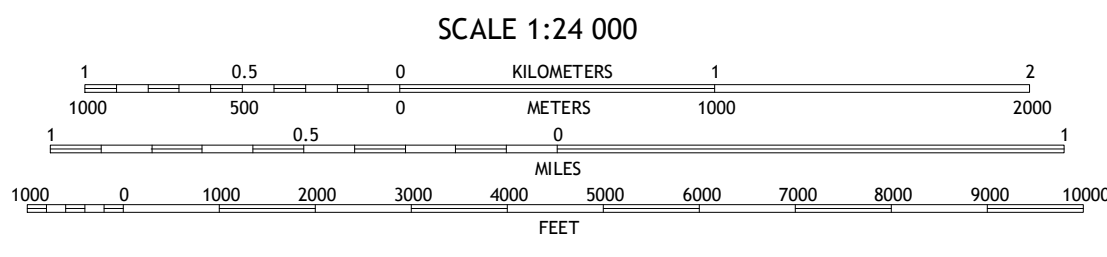 SCALE 1:24 000
1 0.5 0 KILOMETERS 1 2
1000 500 0 METERS 1000 2000
1 0.5 0 1
MILES
1000 0 1000 2000 3000 4000 5000 6000 7000 8000 9000 10000
FEET